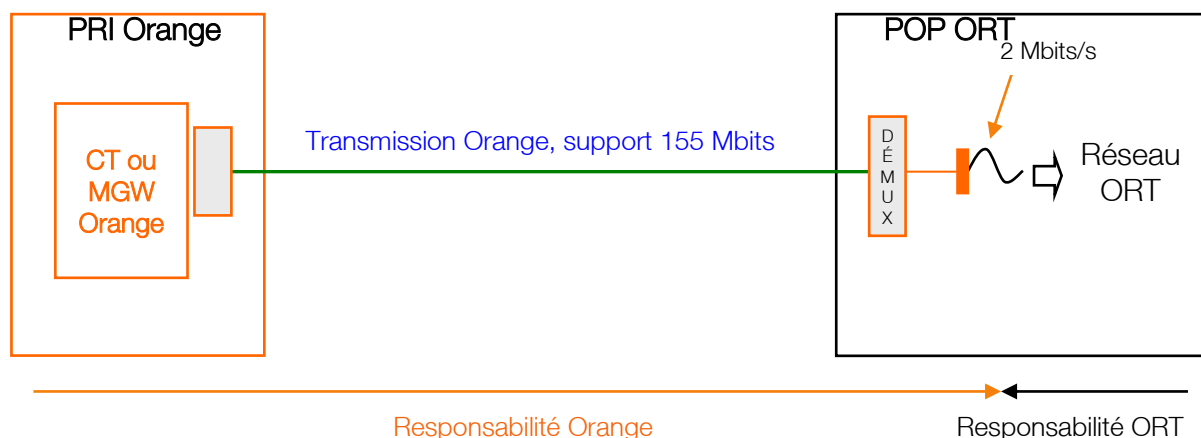 PRI Orange
POP ORT
2 Mbits/s
CT ou
MGW
Orange
Transmission Orange, support 155 Mbits
D
É
M
U
X
Réseau
ORT
Responsabilité Orange
Responsabilité ORT